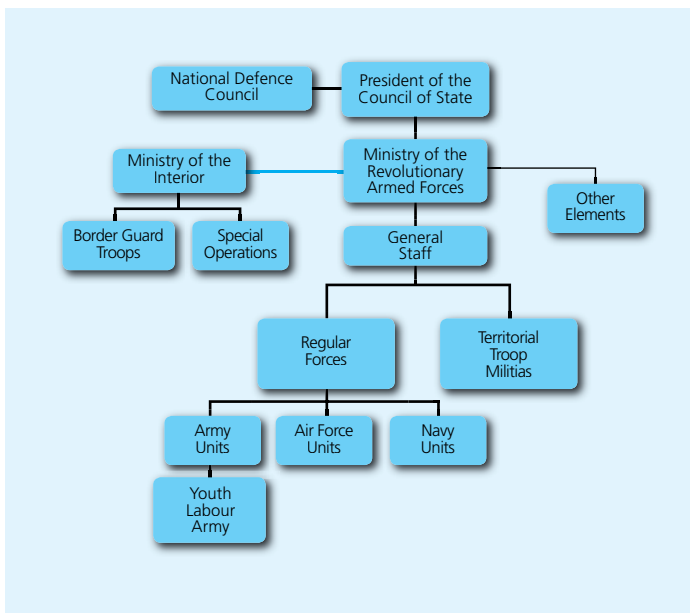 National Defence
Council
President of the
Council of State
Ministry of the
Interior
Ministry of the
Revolutionary
Armed Forces
Other
Elements
Border Guard
Troops
Special
Operations
General
Staff
Regular
Forces
Territorial
Troop
Militias
Army
Units
Air Force
Units
Navy
Units
Youth
Labour
Army